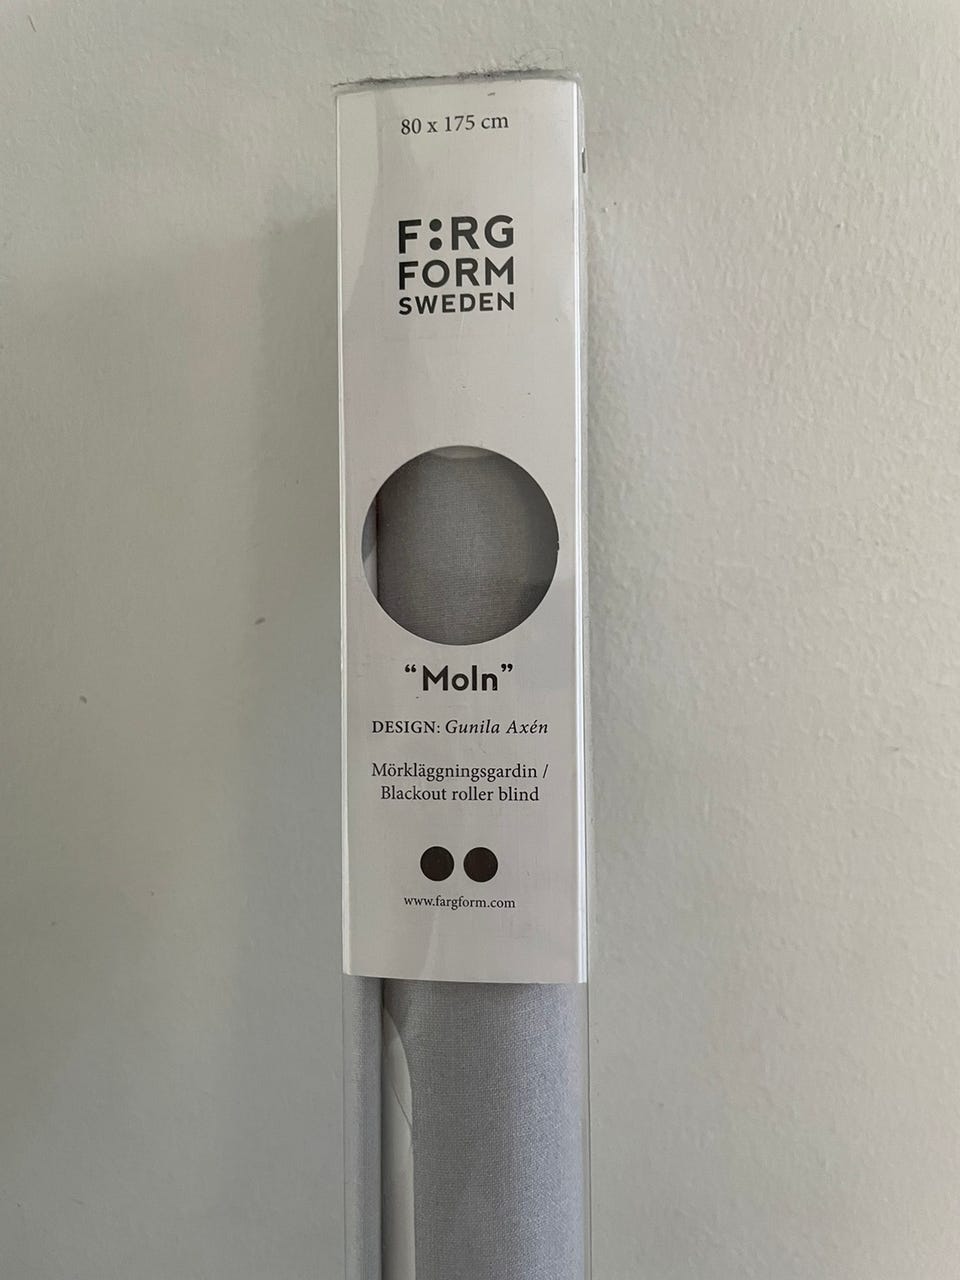 80 x 175 cm
F:RG
FORM
SWEDEN
“Moln”
DESIGN: Gunila Axén
Mörkläggningsgardin /
Blackout roller blind
www.fargform.com